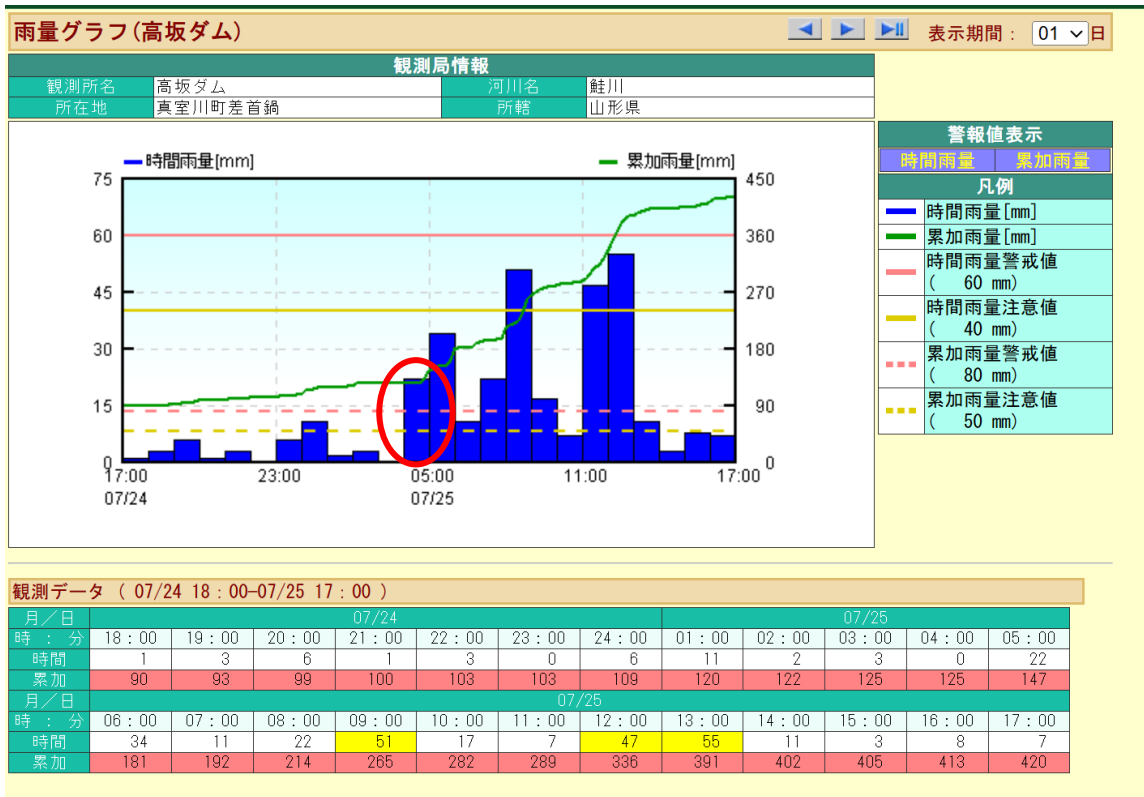 雨量グラフ(高坂ダム)
表示期間： 01 日
観測局情報
観測所名 高坂ダム 河川名 鮭川
所在地 真室川町差首鍋 所轄 山形県
時間雨量[mm] 累加雨量[mm]
75 450
60 360
45 270
30 180
15 90
0 0
17:00 23:00 05:00 11:00 17:00
07/24 07/25
警報値表示
時間雨量 累加雨量
凡例
時間雨量[mm]
累加雨量[mm]
時間雨量警戒値
( 60 mm)
時間雨量注意値
( 40 mm)
累加雨量警戒値
( 80 mm)
累加雨量注意値
( 50 mm)
観測データ ( 07/24 18：00-07/25 17：00 )
月／日 07/24 07/25
時：分 18：00 19：00 20：00 21：00 22：00 23：00 24：00 01：00 02：00 03：00 04：00 05：00
時間 1 3 6 1 3 0 6 11 2 3 0 22
累加 90 93 99 100 103 103 109 120 122 125 125 147
月／日 07/25
時：分 06：00 07：00 08：00 09：00 10：00 11：00 12：00 13：00 14：00 15：00 16：00 17：00
時間 34 11 22 51 17 7 47 55 11 3 8 7
累加 181 192 214 265 282 289 336 391 402 405 413 420